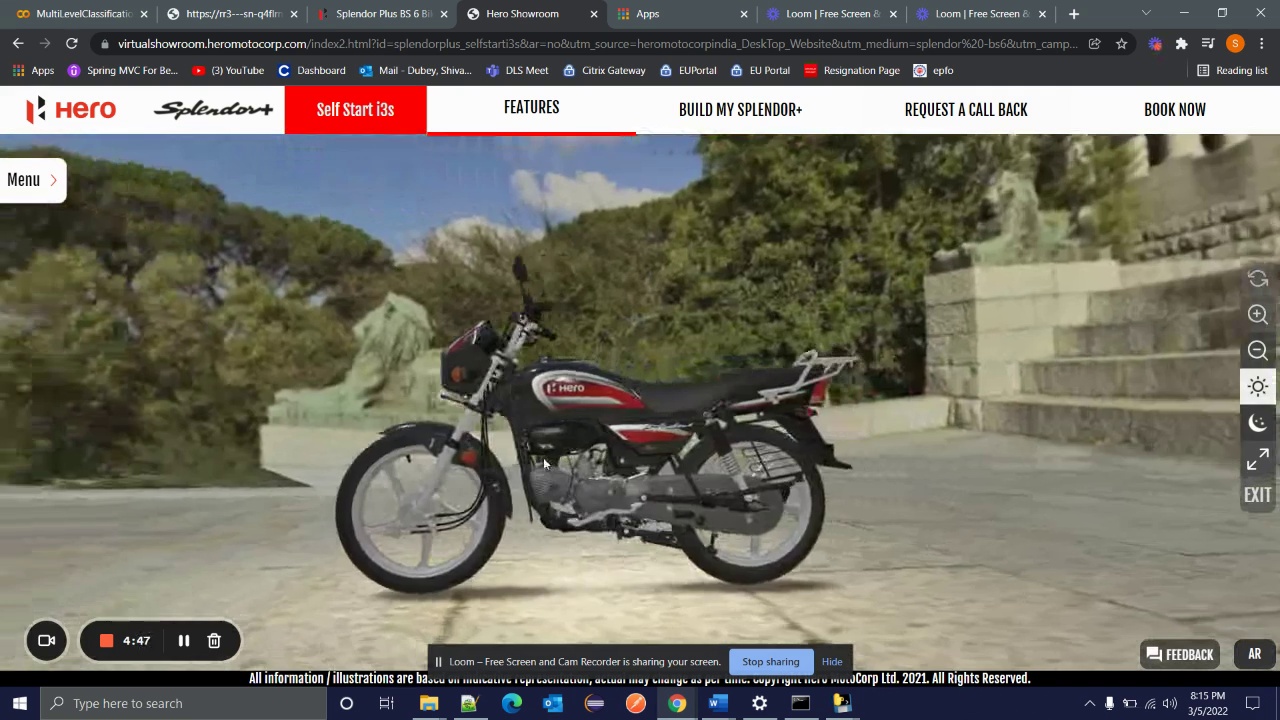 MultiLevelClassificatio
https://rr3---sn-q4flrn
Splendor Plus BS 6 Bi
Hero Showroom
Apps
Loom | Free Screen &
Loom | Free Screen &
virtualshowroom.heromotocorp.com/index2.html?id=splendorplus_selfstarti3s&at=no&utm_source=heromotocorpindia_DeskTop_Website&utm_medium=splendor%20-bs6&utm_camp...
S
Apps
Spring MVC For Be...
(3) YouTube
Dashboard
Mail - Dubey, Shiva...
DLS Meet
Citrix Gateway
EUPortal
EU Portal
Resignation Page
epfo
Reading list
Hero
Splendor+
Self Start i3s
FEATURES
BUILD MY SPLENDOR+
REQUEST A CALL BACK
BOOK NOW
Menu
Hero
EXIT
4:47
Loom – Free Screen and Cam Recorder is sharing your screen.
Stop sharing
Hide
FEEDBACK
AR
All information / illustrations are based on indicative representation, actual may change as per time. Copyright Hero MotoCorp Ltd. 2021. All Rights Reserved.
Type here to search
8:15 PM
3/5/2022